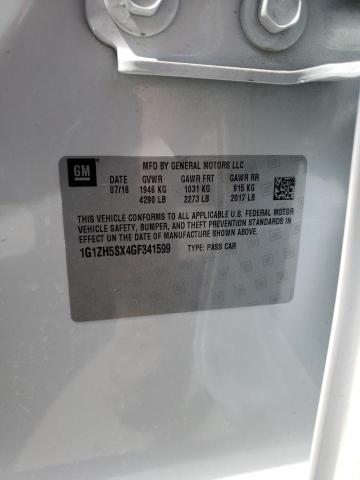 GM
MFD BY GENERAL MOTORS LLC
DATE GVWR GAWR FRT GAWR RR
07/16 1946 KG 1031 KG 915 KG
4290 LB 2273 LB 2017 LB
THIS VEHICLE CONFORMS TO ALL APPLICABLE U.S. FEDERAL MOTOR
VEHICLE SAFETY, BUMPER, AND THEFT PREVENTION STANDARDS
IN EFFECT ON THE DATE OF MANUFACTURE SHOWN ABOVE.
1G1ZH5SX4GF341599 TYPE: PASS CAR